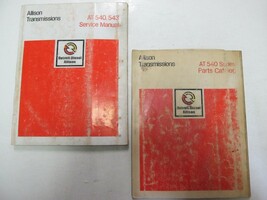 Allison
Transmissions
AT 540, 543
Service Manual
Detroit Diesel
Allison
Allison
Transmissions
AT 540 Series
Parts Catalog
Detroit Diesel
Allison